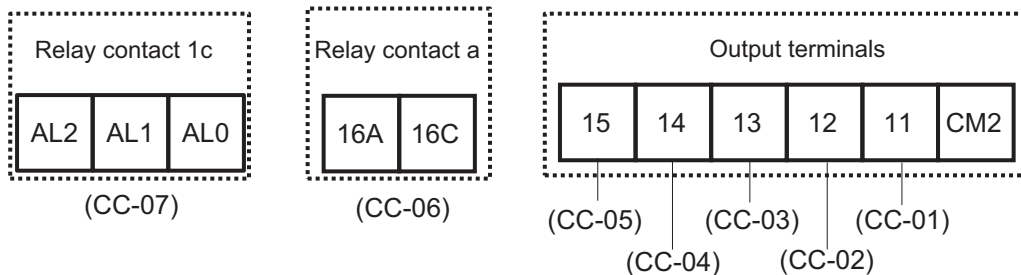 Relay contact 1c
Relay contact a
Output terminals
AL2 AL1 AL0
16A 16C
15 14 13 12 11 CM2
(CC-07)
(CC-06)
(CC-05) (CC-03) (CC-01)
(CC-04) (CC-02)